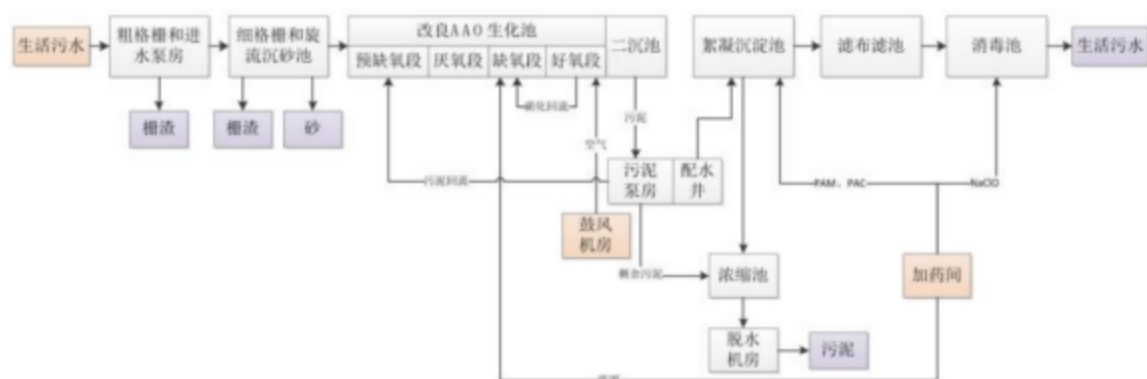 生活污水
粗格栅和进
水泵房
细格栅和旋
流沉砂池
改良AAO生化池
预缺氧段
厌氧段
缺氧段
好氧段
二沉池
絮凝沉淀池
滤布滤池
消毒池
生活污水
栅渣
栅渣
砂
硝化回流
空气
污泥
污泥回流
污泥
泵房
配水
井
PAM、PAC
NaClO
鼓风
机房
剩余污泥
浓缩池
加药间
脱水
机房
污泥